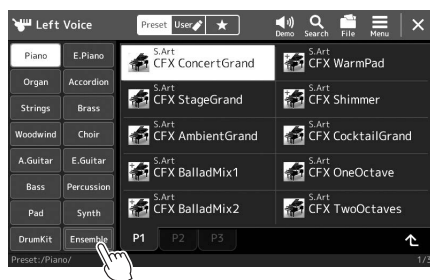 Left Voice
Preset User
Demo Search File Menu
Piano E.Piano
Organ Accordion
Strings Brass
Woodwind Choir
A.Guitar E.Guitar
Bass Percussion
Pad Synth
DrumKit Ensemble
S.Art
CFX ConcertGrand
S.Art
CFX WarmPad
S.Art
CFX StageGrand
S.Art
CFX Shimmer
S.Art
CFX AmbientGrand
S.Art
CFX CocktailGrand
S.Art
CFX BalladMix1
S.Art
CFX OneOctave
S.Art
CFX BalladMix2
S.Art
CFX TwoOctaves
P1 P2 P3
Preset:/Piano/
1/3